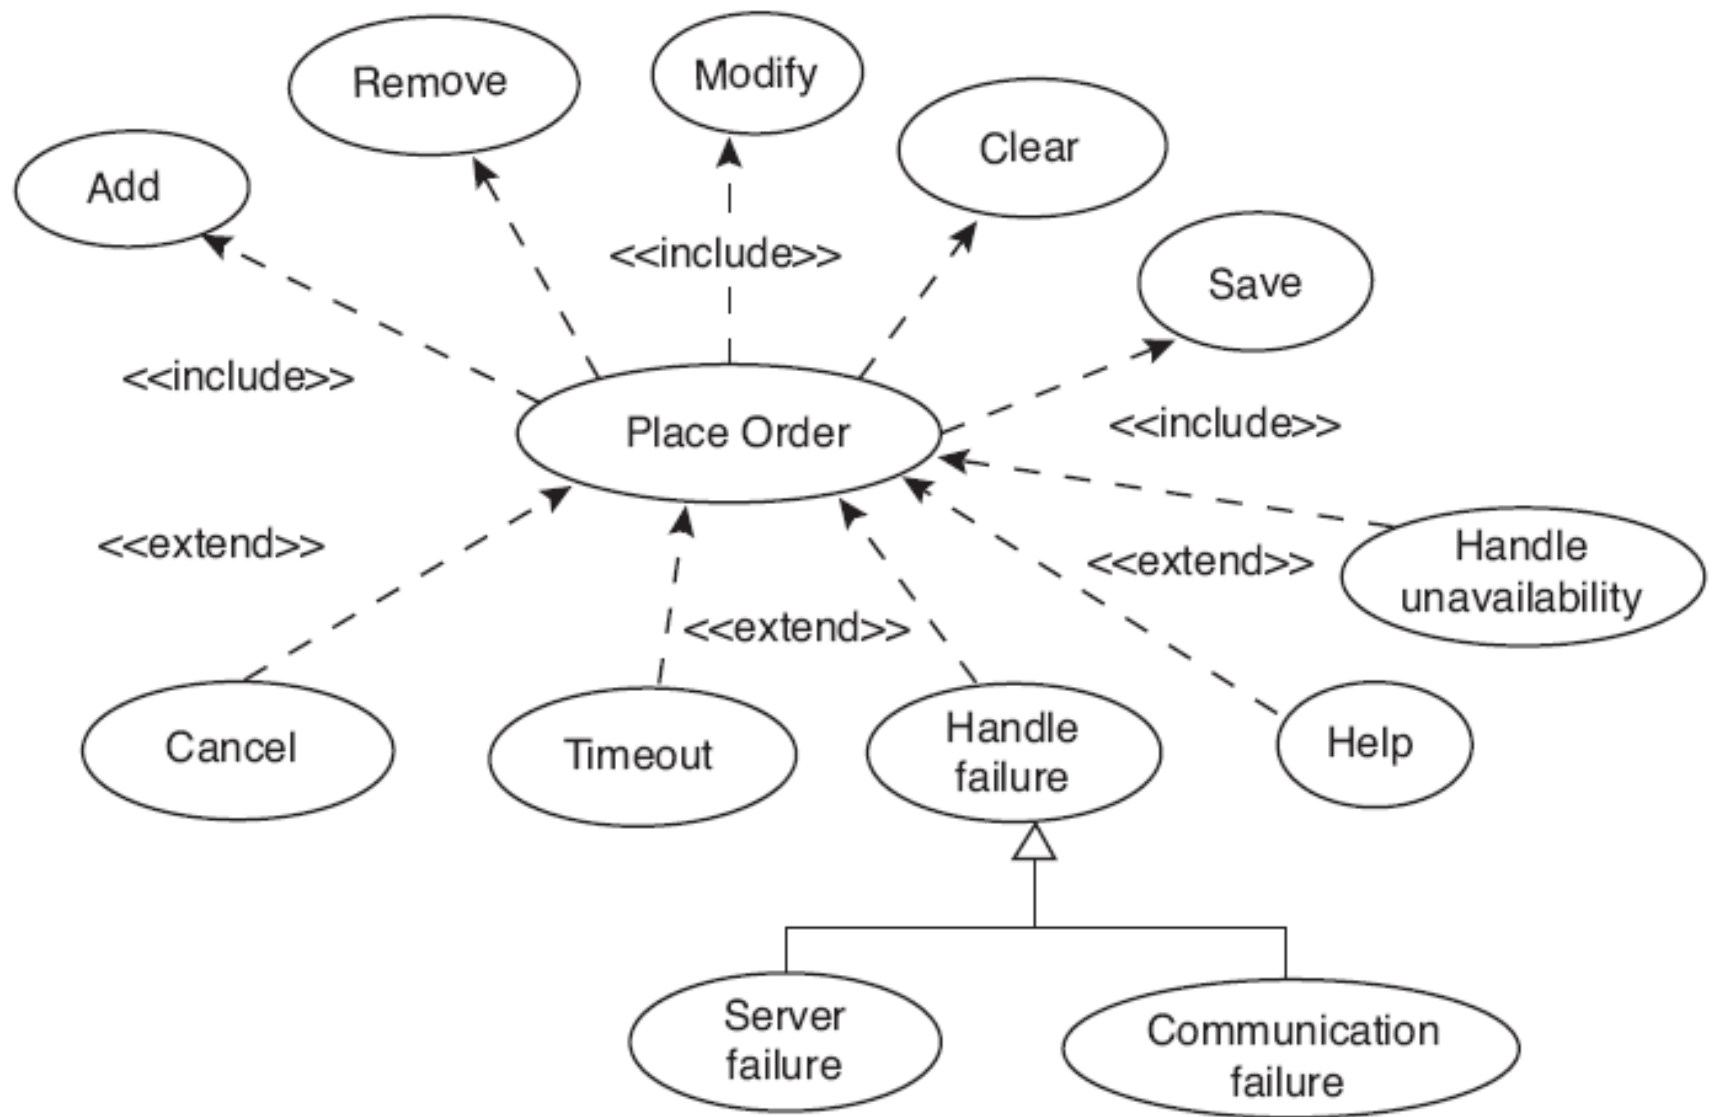 Remove
Modify
Clear
Add
<<include>>
Save
<<include>>
Place Order
<<include>>
<<extend>>
<<extend>>
Handle
unavailability
<<extend>>
Cancel
Timeout
Handle
failure
Help
Server
failure
Communication
failure